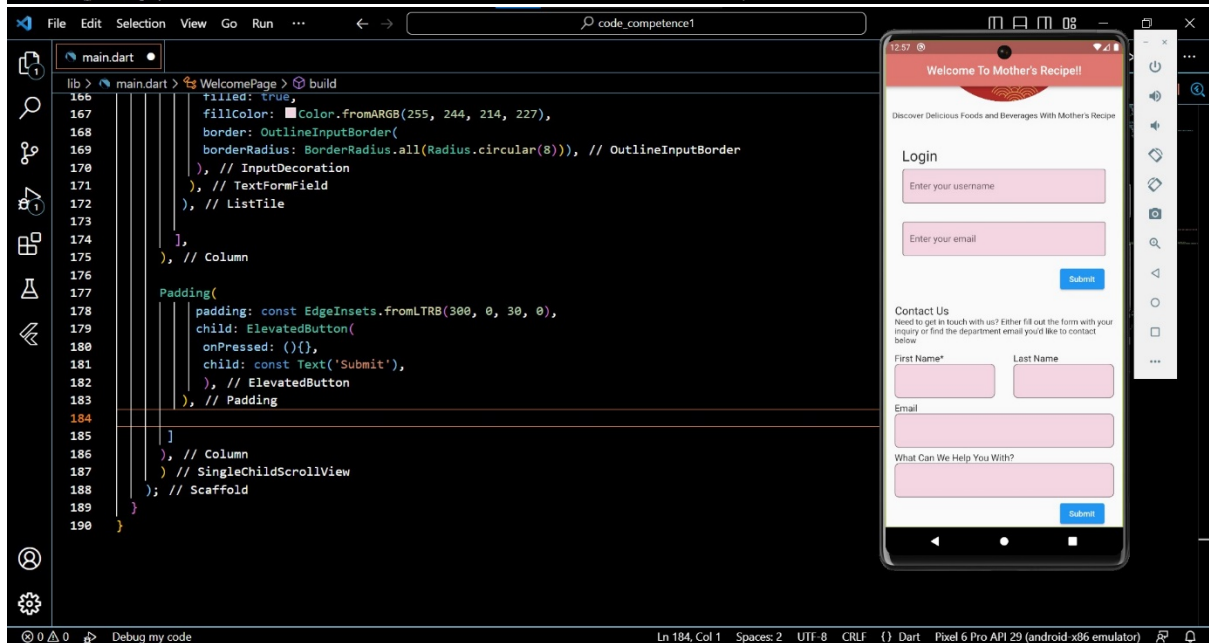 File Edit Selection View Go Run ... code_competence1
main.dart
lib > main.dart > WelcomePage > build
166 filled: true,
167 fillColor: Color.fromARGB(255, 244, 214, 227),
168 border: OutlineInputBorder(
169 borderRadius: BorderRadius.all(Radius.circular(8))), // OutlineInputBorder
170 ), // InputDecoration
171 ), // TextFormField
172 ), // ListTile
173
174 ],
175 ), // Column
176
177 Padding(
178 padding: const EdgeInsets.fromLTRB(300, 0, 30, 0),
179 child: ElevatedButton(
180 onPressed: (){},
181 child: const Text('Submit'),
182 ), // ElevatedButton
183 ), // Padding
184
185 ]
186 ), // Column
187 ) // SingleChildScrollView
188 ); // Scaffold
189 }
190 }
12:57
Welcome To Mother's Recipe!!
Discover Delicious Foods and Beverages With Mother's Recipe
Login
Enter your username
Enter your email
Submit
Contact Us
Need to get in touch with us? Either fill out the form with your
inquiry or find the department email you'd like to contact
below
First Name* Last Name
Email
What Can We Help You With?
Submit
1
1
0 0 Debug my code Ln 184, Col 1 Spaces: 2 UTF-8 CRLF {} Dart Pixel 6 Pro API 29 (android-x86 emulator)